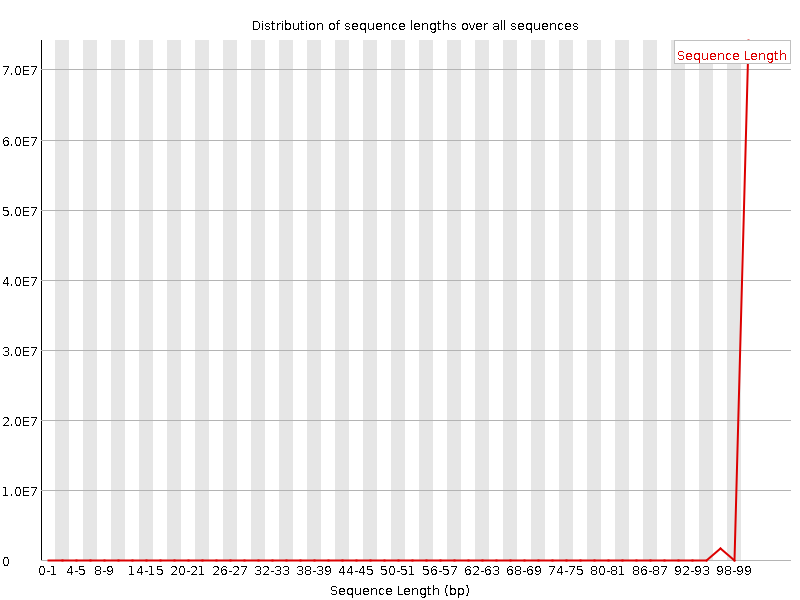 Distribution of sequence lengths over all sequences
Sequence Length
7.0E7
6.0E7
5.0E7
4.0E7
3.0E7
2.0E7
1.0E7
0
0-1 4-5 8-9 14-15 20-21 26-27 32-33 38-39 44-45 50-51 56-57 62-63 68-69 74-75 80-81 86-87 92-93 98-99
Sequence Length (bp)